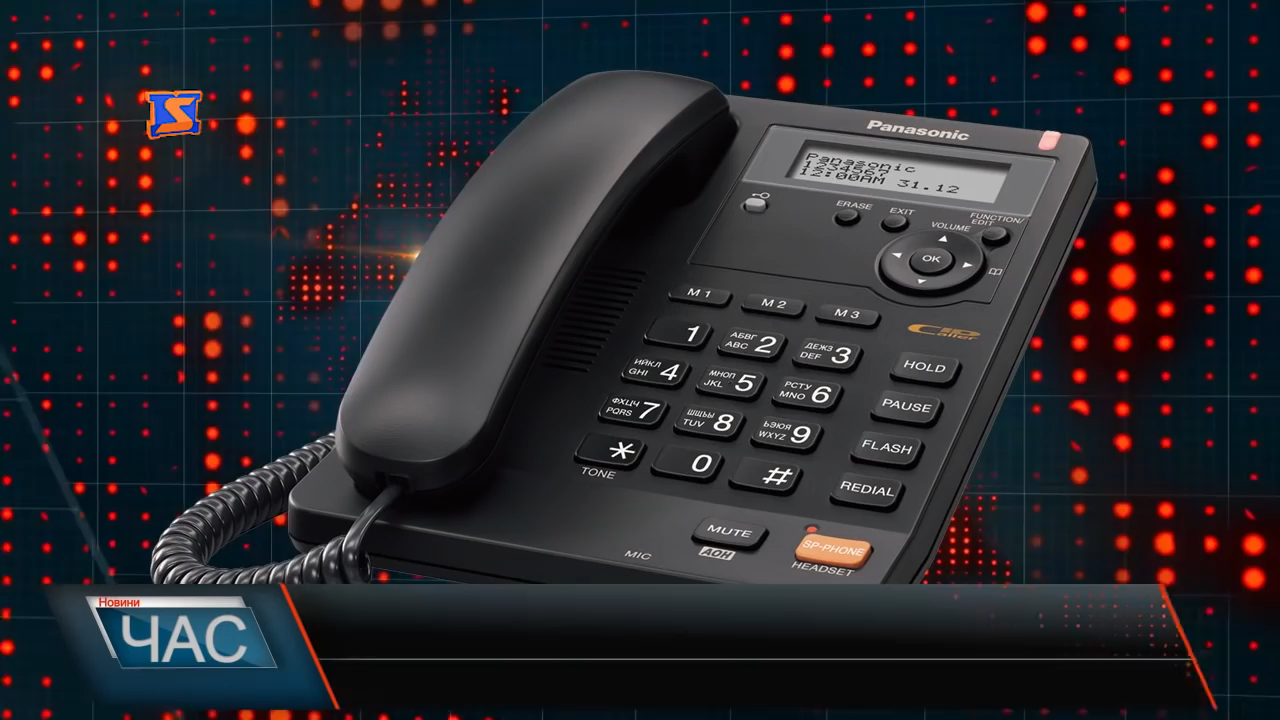 Panasonic
Panasonic
1234567
12:00AM 31.12
ERASE
EXIT
VOLUME
FUNCTION/
EDIT
OK
M 1
M 2
M 3
Caller
1
АБВГ
ABC 2
ДЕЖЗ
DEF 3
HOLD
ИЙКЛ
GHI 4
МНОП
JKL 5
РСТУ
MNO 6
PAUSE
ФХЦЧ
PQRS 7
ШЩЬЫ
TUV 8
ЬЭЮЯ
WXYZ 9
FLASH
*
0
#
TONE
REDIAL
MUTE
АОН
MIC
SP-PHONE
HEADSET
Новини
ЧАС